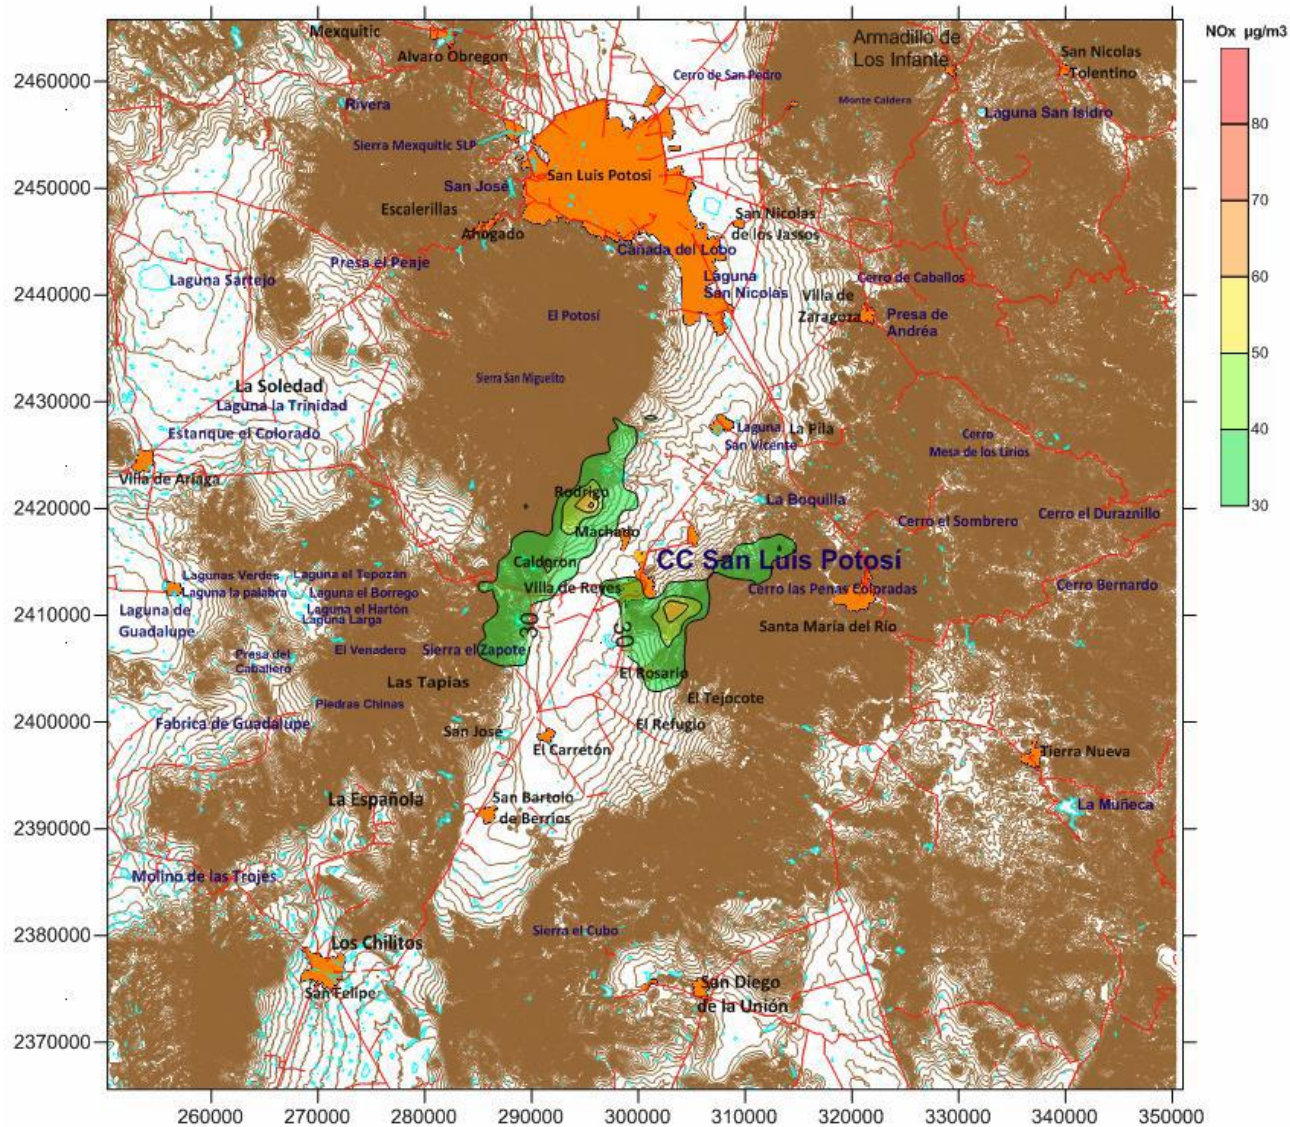 NOx µg/m3
Mexquitic
Alvaro Obregon
Armadillo de
Los Infante
San Nicolas
Tolentino
Cerro de San Pedro
2460000
Rivera
Monte Caldera
Laguna San Isidro
80
Sierra Mexquitic SLP
San Luis Potosi
2450000
San José
70
Escalerillas
San Nicolas
de los Jassos
Ahogado
Cañada del Lobo
Presa el Peaje
60
Laguna Sartejo
Laguna
San Nicolás
Cerro de Caballos
2440000
Villa de
Zaragoza
El Potosí
Presa de
Andréa
50
Sierra San Miguelito
La Soledad
2430000
Laguna la Trinidad
40
Estanque el Colorado
Laguna
San Vicente
La Pila
Cerro
Mesa de los Lirios
Villa de Ariaga
Rodrigo
La Boquilla
30
2420000
Cerro el Sombrero
Cerro el Duraznillo
Machado
CC San Luis Potosí
Calderon
Lagunas Verdes
Laguna el Tepozán
Villa de Reyes
Cerro las Penas Colpradas
Cerro Bernardo
Laguna la palabra
Laguna el Borrego
2410000
Laguna de
Guadalupe
Laguna el Hartón
Laguna Larga
30
30
Santa María del Río
Presa del
Caballero
El Venadero
Sierra el Zapote
El Rosario
Las Tapias
El Tejocote
Piedras Chinas
2400000
Fabrica de Guadalupe
San José
El Refugio
El Carretón
Tierra Nueva
La Española
San Bartolo
de Berrios
La Muñeca
2390000
Molino de las Trojes
2380000
Los Chilitos
Sierra el Cubo
San Felipe
San Diego
de la Unión
2370000
260000 270000 280000 290000 300000 310000 320000 330000 340000 350000